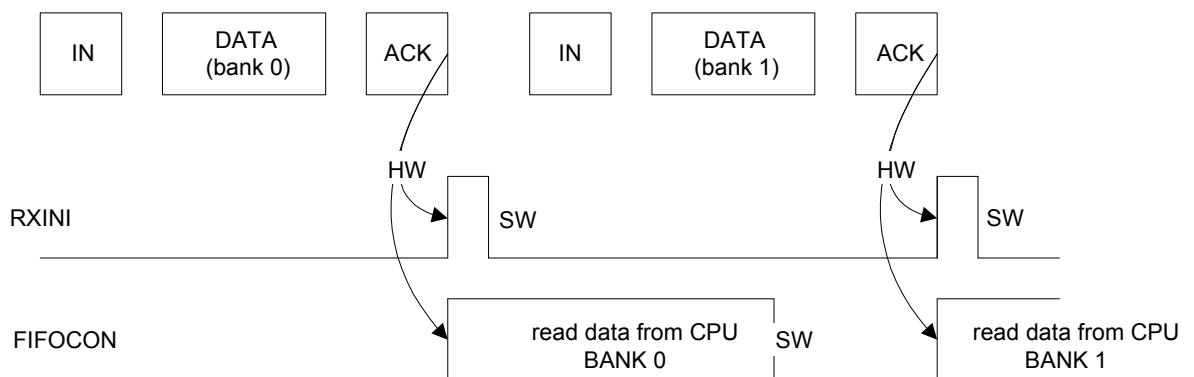 IN
DATA
(bank 0)
ACK
IN
DATA
(bank 1)
ACK
HW
HW
RXINI
SW
SW
FIFOCON
read data from CPU
BANK 0
SW
read data from CPU
BANK 1